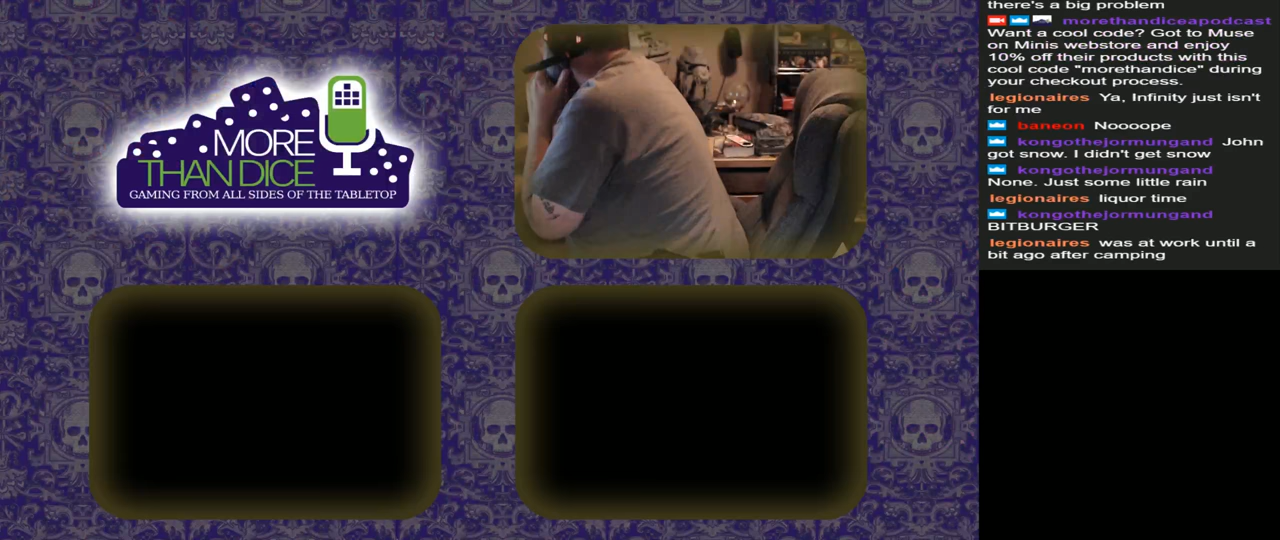 MORE
THAN DICE
GAMING FROM ALL SIDES OF THE TABLETOP
there's a big problem
morethandiceapodcast
Want a cool code? Got to Muse
on Minis webstore and enjoy
10% off their products with this
cool code "morethandice" during
your checkout process.
legionaires Ya, Infinity just isn't
for me
baneon Noooope
kongothejormungand John
got snow. I didn't get snow
kongothejormungand
None. Just some little rain
legionaires liquor time
kongothejormungand
BITBURGER
legionaires was at work until a
bit ago after camping